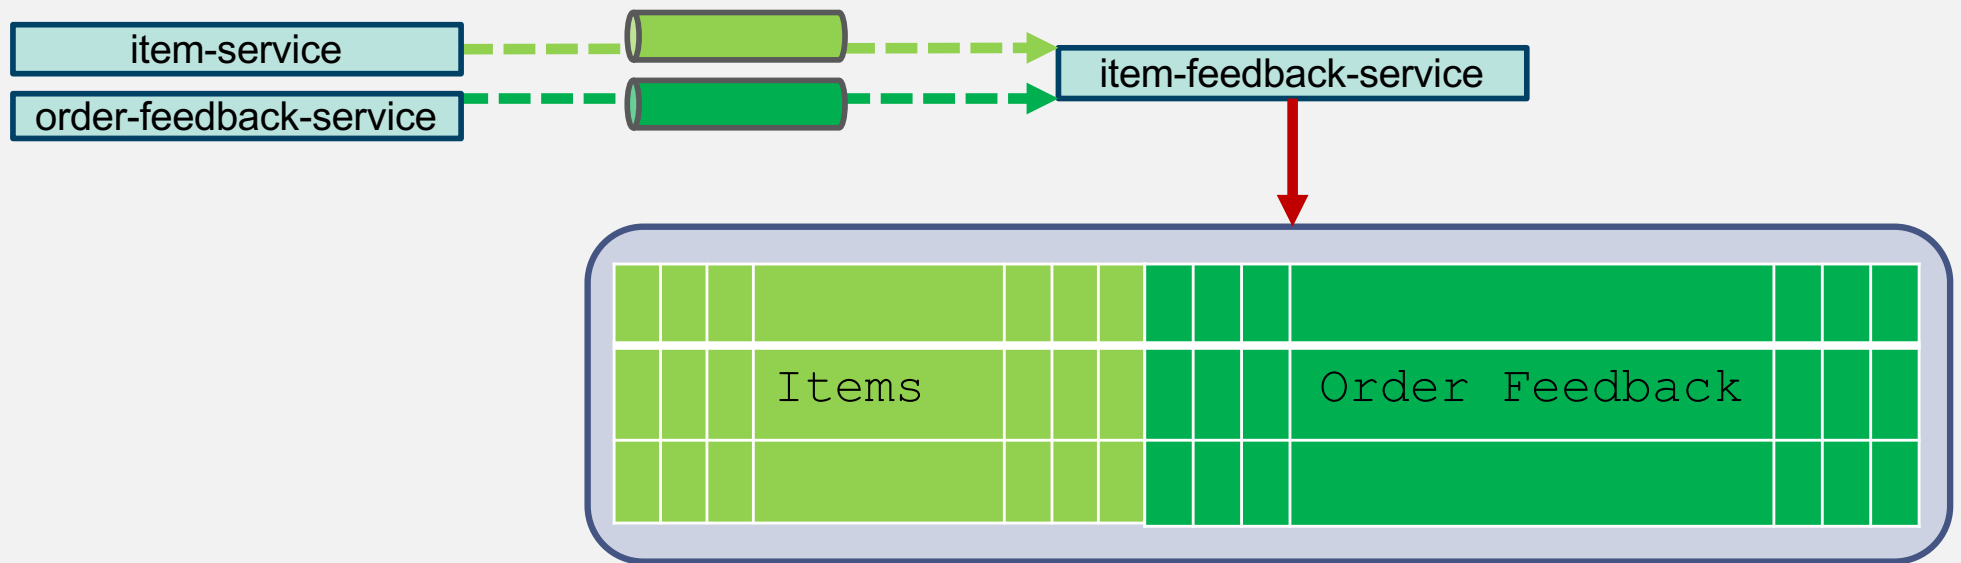 item-service
order-feedback-service
item-feedback-service
Items
Order Feedback